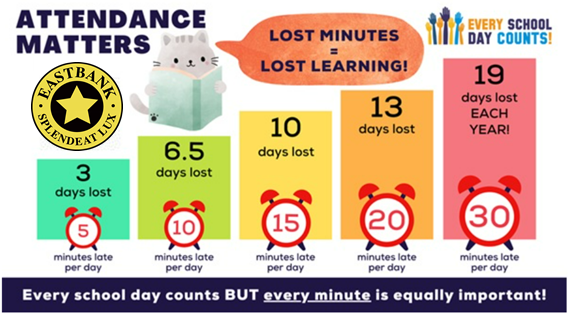 ATTENDANCE
MATTERS
LOST MINUTES
=
LOST LEARNING!
EVERY SCHOOL
DAY COUNTS!
EASTBANK
SPLENDEAT LUX
3
days lost
5
minutes late
per day
6.5
days lost
10
minutes late
per day
10
days lost
15
minutes late
per day
13
days lost
20
minutes late
per day
19
days lost
EACH
YEAR!
30
minutes late
per day
Every school day counts BUT every minute is equally important!